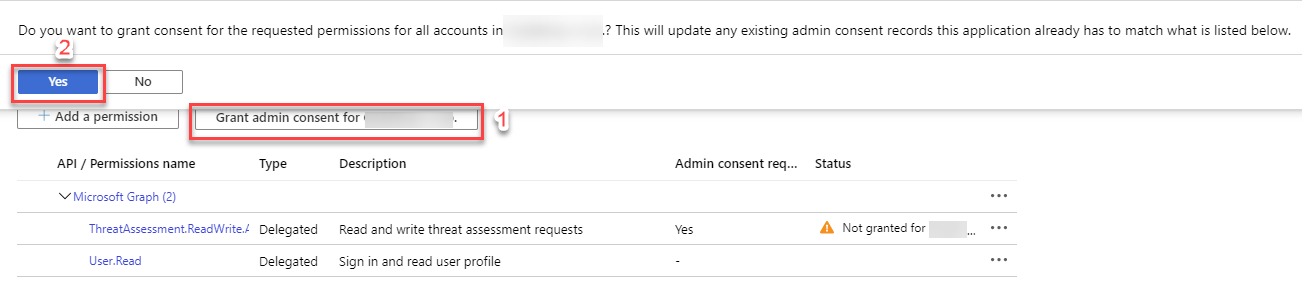 Do you want to grant consent for the requested permissions for all accounts in .? This will update any existing admin consent records this application already has to match what is listed below.
2
Yes No
+ Add a permission Grant admin consent for . 1
API / Permissions name Type Description Admin consent req... Status
Microsoft Graph (2) ...
ThreatAssessment.ReadWrite.A Delegated Read and write threat assessment requests Yes Not granted for ... ...
User.Read Delegated Sign in and read user profile - ...